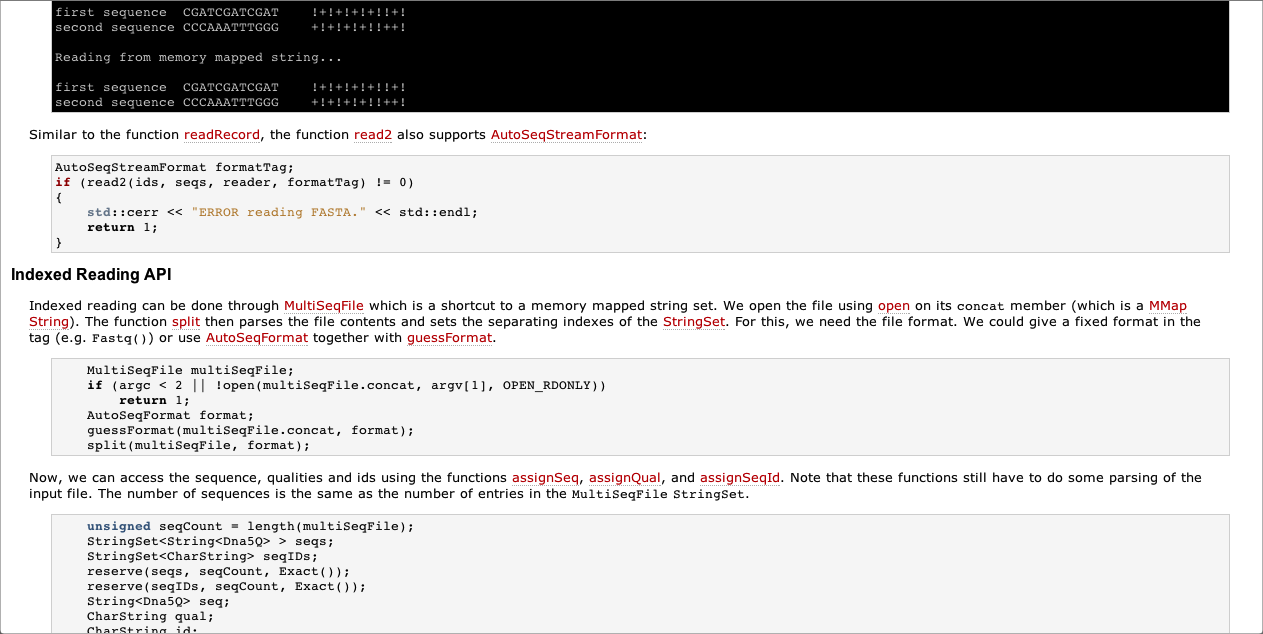 first sequence  CGATCGATCGAT    !+!+!+!+!!+!
second sequence CCCAAATTTGGG    +!+!+!+!!++!
Reading from memory mapped string...
first sequence  CGATCGATCGAT    !+!+!+!+!!+!
second sequence CCCAAATTTGGG    +!+!+!+!!++!
Similar to the function readRecord, the function read2 also supports AutoSeqStreamFormat:
AutoSeqStreamFormat formatTag;
if (read2(ids, seqs, reader, formatTag) != 0)
{
    std::cerr << "ERROR reading FASTA." << std::endl;
    return 1;
}
Indexed Reading API
Indexed reading can be done through MultiSeqFile which is a shortcut to a memory mapped string set. We open the file using open on its concat member (which is a MMap
String). The function split then parses the file contents and sets the separating indexes of the StringSet. For this, we need the file format. We could give a fixed format in the
tag (e.g. Fastq()) or use AutoSeqFormat together with guessFormat.
    MultiSeqFile multiSeqFile;
    if (argc < 2 || !open(multiSeqFile.concat, argv[1], OPEN_RDONLY))
        return 1;
    AutoSeqFormat format;
    guessFormat(multiSeqFile.concat, format);
    split(multiSeqFile, format);
Now, we can access the sequence, qualities and ids using the functions assignSeq, assignQual, and assignSeqId. Note that these functions still have to do some parsing of the
input file. The number of sequences is the same as the number of entries in the MultiSeqFile StringSet.
    unsigned seqCount = length(multiSeqFile);
    StringSet<String<Dna5Q> > seqs;
    StringSet<CharString> seqIDs;
    reserve(seqs, seqCount, Exact());
    reserve(seqIDs, seqCount, Exact());
    String<Dna5Q> seq;
    CharString qual;
    CharString id;